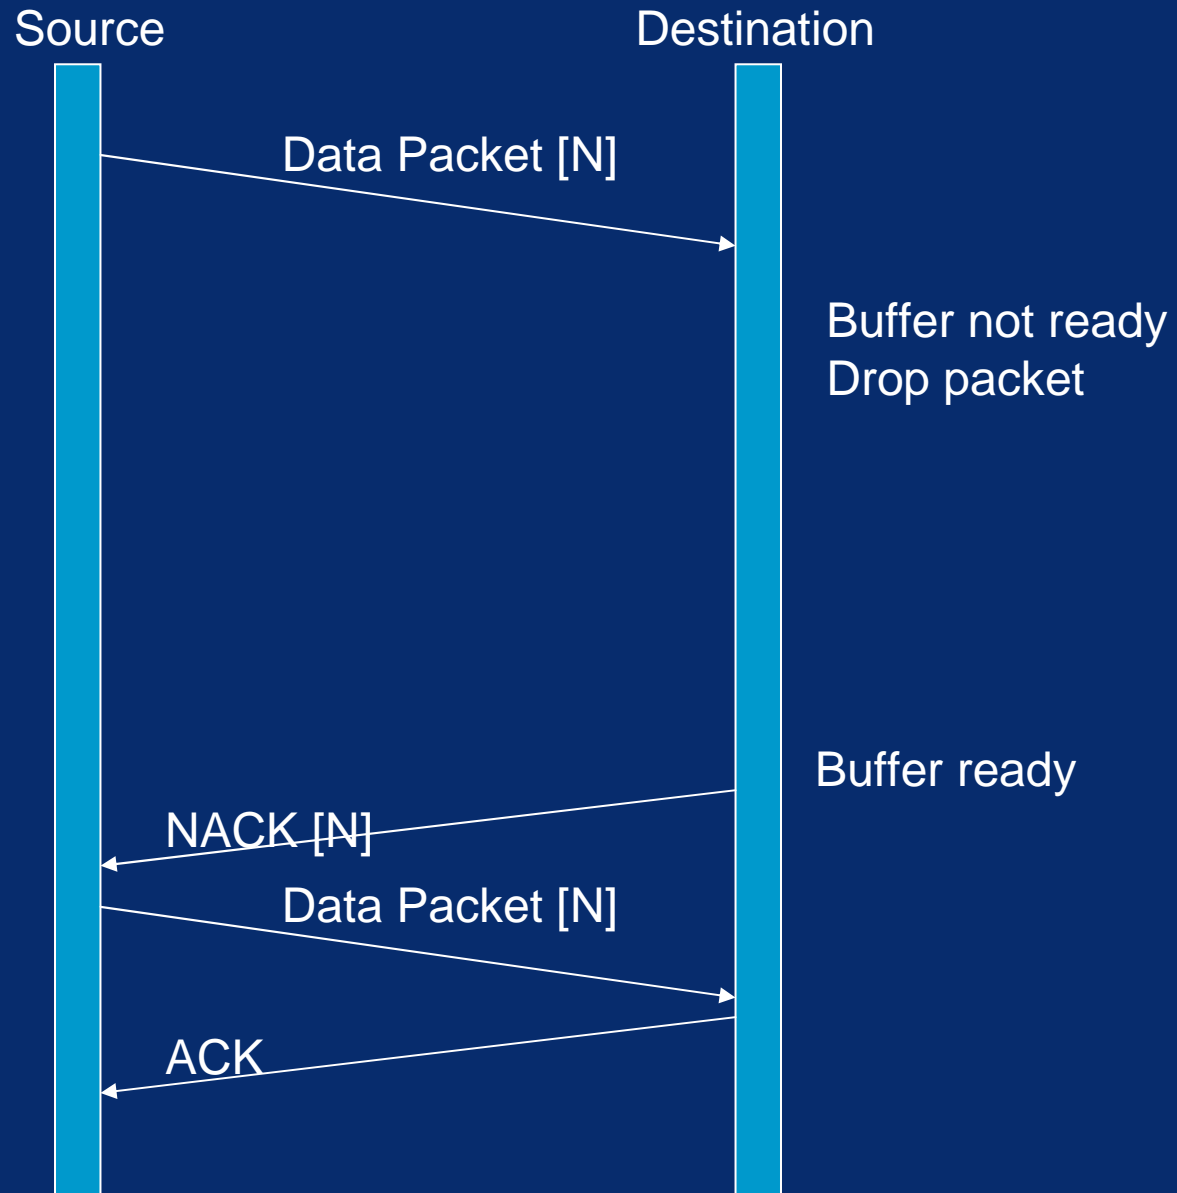 Source
Destination
Data Packet [N]
Buffer not ready
Drop packet
Buffer ready
NACK [N]
Data Packet [N]
ACK